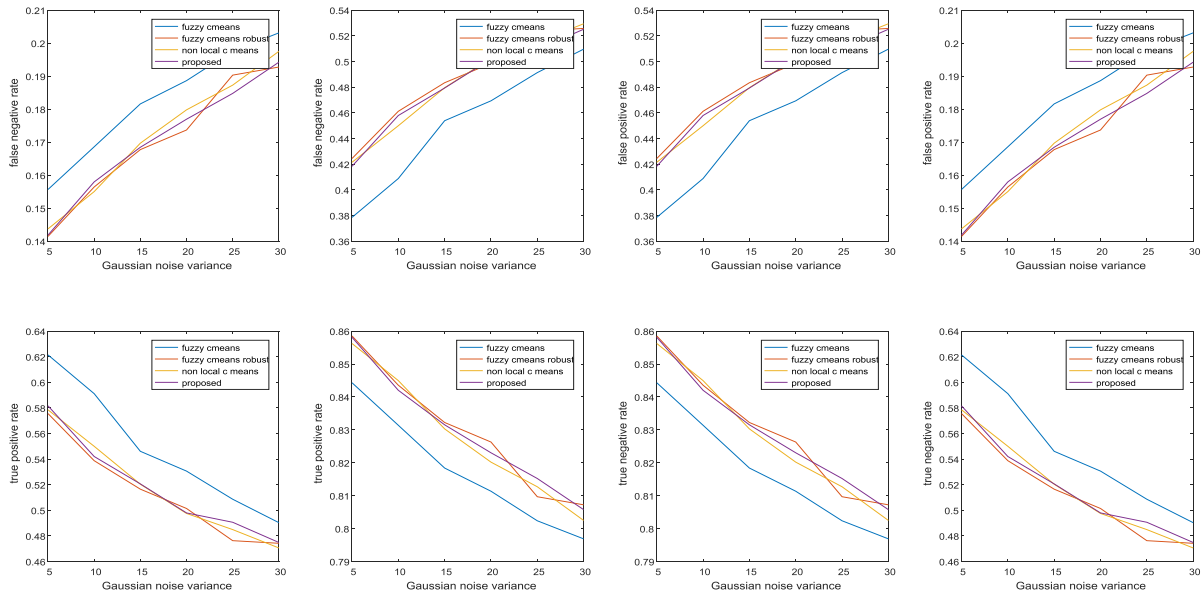 0.21
0.2
0.19
0.18
0.17
0.16
0.15
0.14
5 10 15 20 25 30
false negative rate
Gaussian noise variance
fuzzy cmeans
fuzzy cmeans robust
non local c means
proposed
0.54
0.52
0.5
0.48
0.46
0.44
0.42
0.4
0.38
0.36
5 10 15 20 25 30
false negative rate
Gaussian noise variance
fuzzy cmeans
fuzzy cmeans robust
non local c means
proposed
0.54
0.52
0.5
0.48
0.46
0.44
0.42
0.4
0.38
0.36
5 10 15 20 25 30
false positive rate
Gaussian noise variance
fuzzy cmeans
fuzzy cmeans robust
non local c means
proposed
0.21
0.2
0.19
0.18
0.17
0.16
0.15
0.14
5 10 15 20 25 30
false positive rate
Gaussian noise variance
fuzzy cmeans
fuzzy cmeans robust
non local c means
proposed
0.64
0.62
0.6
0.58
0.56
0.54
0.52
0.5
0.48
0.46
5 10 15 20 25 30
true positive rate
Gaussian noise variance
fuzzy cmeans
fuzzy cmeans robust
non local c means
proposed
0.86
0.85
0.84
0.83
0.82
0.81
0.8
0.79
5 10 15 20 25 30
true positive rate
Gaussian noise variance
fuzzy cmeans
fuzzy cmeans robust
non local c means
proposed
0.86
0.85
0.84
0.83
0.82
0.81
0.8
0.79
5 10 15 20 25 30
true negative rate
Gaussian noise variance
fuzzy cmeans
fuzzy cmeans robust
non local c means
proposed
0.64
0.62
0.6
0.58
0.56
0.54
0.52
0.5
0.48
0.46
5 10 15 20 25 30
true negative rate
Gaussian noise variance
fuzzy cmeans
fuzzy cmeans robust
non local c means
proposed